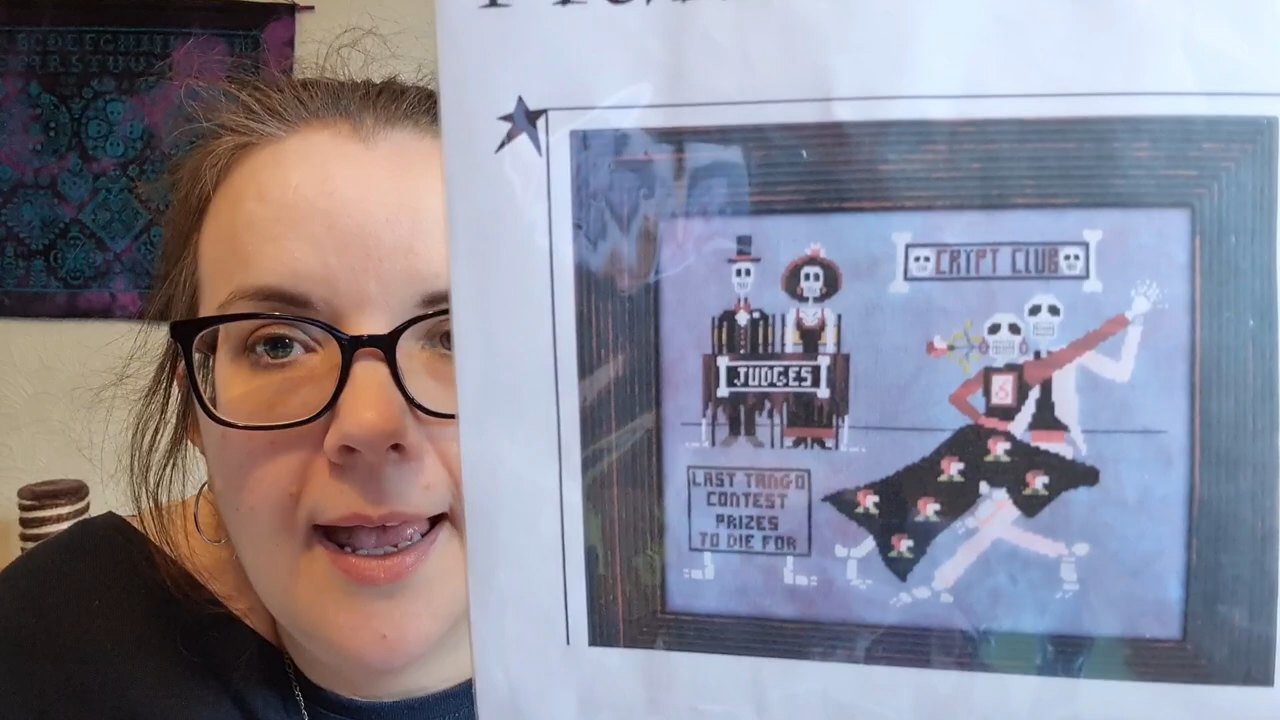 CRYPT CLUB
JUDGES
LAST TANGO
CONTEST
PRIZES
TO DIE FOR